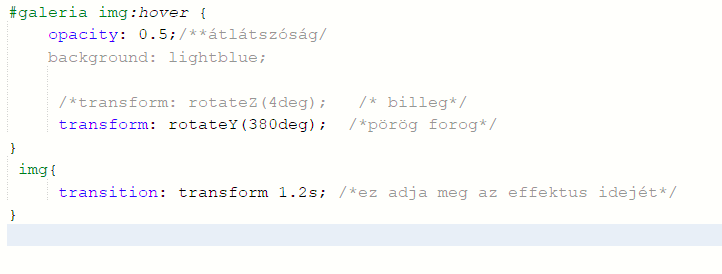 #galeria img:hover {
opacity: 0.5;/**átlátszóság/
background: lightblue;
/*transform: rotateZ(4deg); /* billeg*/
transform: rotateY(380deg); /*pörög forog*/
}
img{
transition: transform 1.2s; /*ez adja meg az effektus idejét*/
}